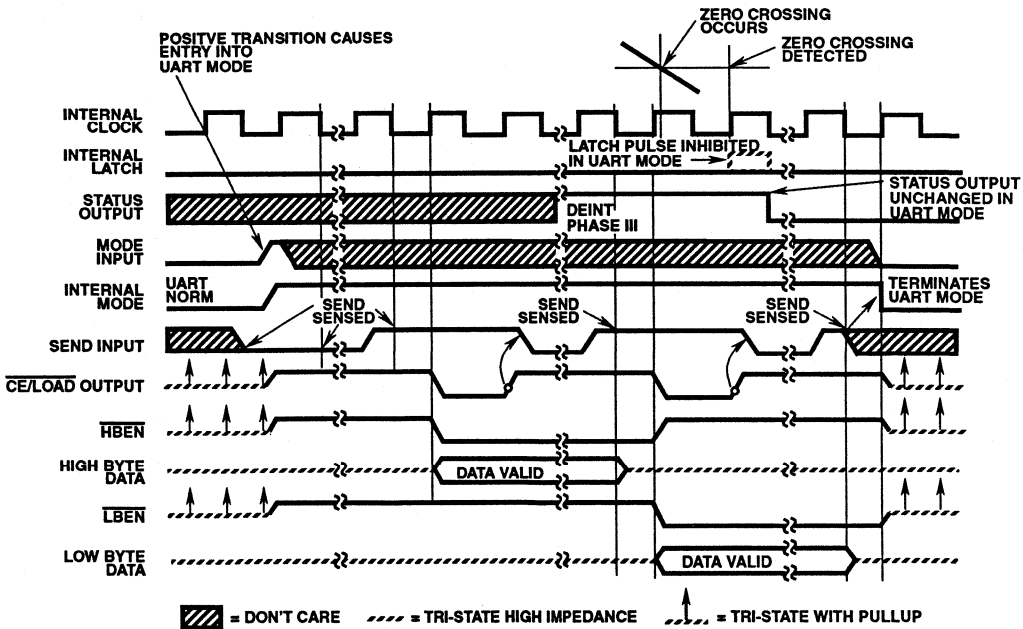 ZERO CROSSING
OCCURS
POSITVE TRANSITION CAUSES
ENTRY INTO
UART MODE
ZERO CROSSING
DETECTED
INTERNAL
CLOCK
INTERNAL
LATCH
LATCH PULSE INHIBITED
IN UART MODE
STATUS
OUTPUT
DEINT
PHASE III
STATUS OUTPUT
UNCHANGED IN
UART MODE
MODE
INPUT
INTERNAL
MODE
UART
NORM
TERMINATES
UART MODE
SEND
SENSED
SEND
SENSED
SEND
SENSED
SEND INPUT
CE/LOAD OUTPUT
HBEN
HIGH BYTE
DATA
DATA VALID
LBEN
LOW BYTE
DATA
DATA VALID
= DON'T CARE
= TRI-STATE HIGH IMPEDANCE
= TRI-STATE WITH PULLUP